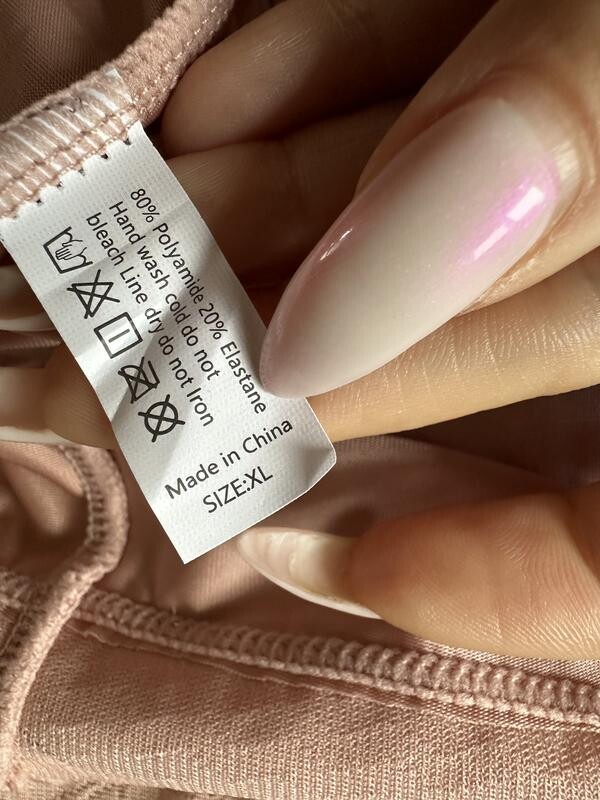 80% Polyamide 20% Elastane
Hand wash cold do not
bleach Line dry do not Iron
Made in China
SIZE:XL